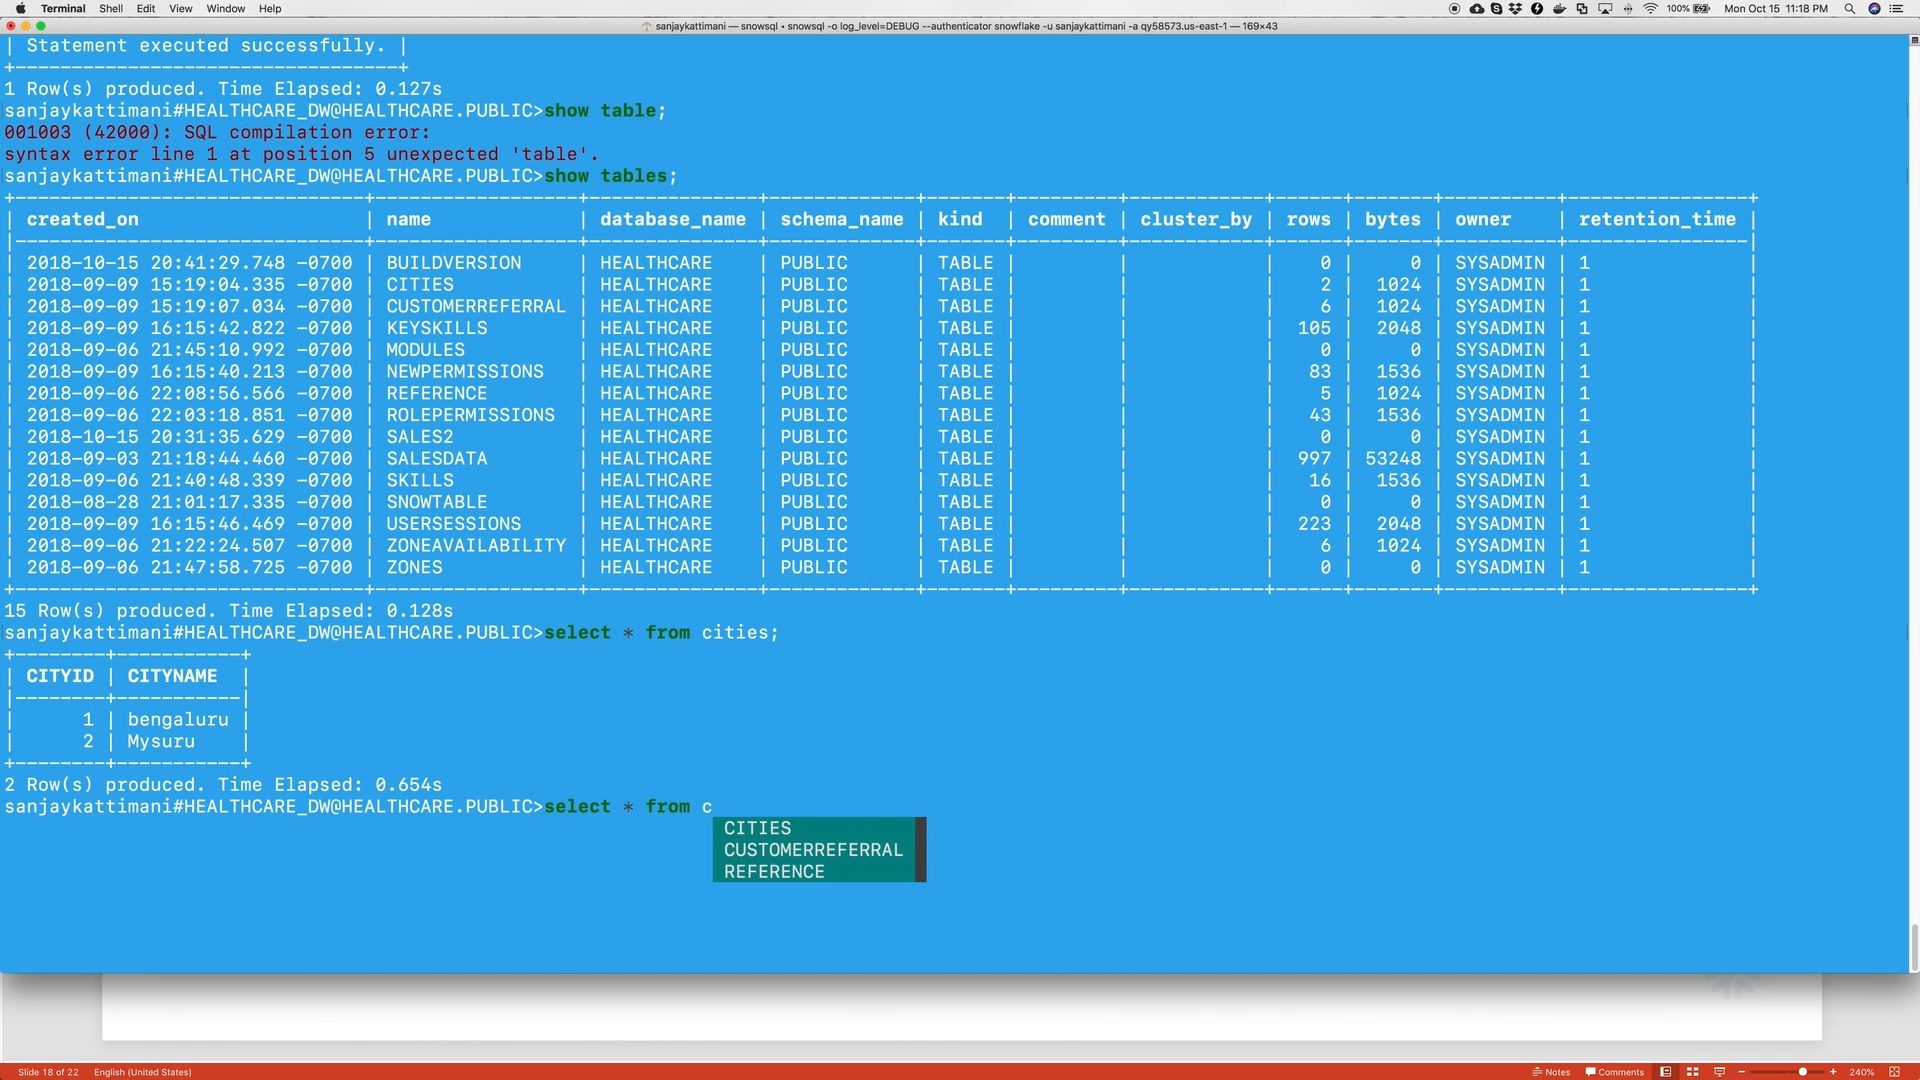 Terminal Shell Edit View Window Help 100% Mon Oct 15 11:18 PM
sanjaykattimani — snowsql • snowsql -o log_level=DEBUG --authenticator snowflake -u sanjaykattimani -a qy58573.us-east-1 — 169×43
| Statement executed successfully. |
+----------------------------------+
1 Row(s) produced. Time Elapsed: 0.127s
sanjaykattimani#HEALTHCARE_DW@HEALTHCARE.PUBLIC>show table;
001003 (42000): SQL compilation error:
syntax error line 1 at position 5 unexpected 'table'.
sanjaykattimani#HEALTHCARE_DW@HEALTHCARE.PUBLIC>show tables;
| created_on | name | database_name | schema_name | kind | comment | cluster_by | rows | bytes | owner | retention_time |
| 2018-10-15 20:41:29.748 -0700 | BUILDVERSION | HEALTHCARE | PUBLIC | TABLE | | | 0 | 0 | SYSADMIN | 1 |
| 2018-09-09 15:19:04.335 -0700 | CITIES | HEALTHCARE | PUBLIC | TABLE | | | 2 | 1024 | SYSADMIN | 1 |
| 2018-09-09 15:19:07.034 -0700 | CUSTOMERREFERRAL | HEALTHCARE | PUBLIC | TABLE | | | 6 | 1024 | SYSADMIN | 1 |
| 2018-09-09 16:15:42.822 -0700 | KEYSKILLS | HEALTHCARE | PUBLIC | TABLE | | | 105 | 2048 | SYSADMIN | 1 |
| 2018-09-06 21:45:10.992 -0700 | MODULES | HEALTHCARE | PUBLIC | TABLE | | | 0 | 0 | SYSADMIN | 1 |
| 2018-09-09 16:15:40.213 -0700 | NEWPERMISSIONS | HEALTHCARE | PUBLIC | TABLE | | | 83 | 1536 | SYSADMIN | 1 |
| 2018-09-06 22:08:56.566 -0700 | REFERENCE | HEALTHCARE | PUBLIC | TABLE | | | 5 | 1024 | SYSADMIN | 1 |
| 2018-09-06 22:03:18.851 -0700 | ROLEPERMISSIONS | HEALTHCARE | PUBLIC | TABLE | | | 43 | 1536 | SYSADMIN | 1 |
| 2018-10-15 20:31:35.629 -0700 | SALES2 | HEALTHCARE | PUBLIC | TABLE | | | 0 | 0 | SYSADMIN | 1 |
| 2018-09-03 21:18:44.460 -0700 | SALESDATA | HEALTHCARE | PUBLIC | TABLE | | | 997 | 53248 | SYSADMIN | 1 |
| 2018-09-06 21:40:48.339 -0700 | SKILLS | HEALTHCARE | PUBLIC | TABLE | | | 16 | 1536 | SYSADMIN | 1 |
| 2018-08-28 21:01:17.335 -0700 | SNOWTABLE | HEALTHCARE | PUBLIC | TABLE | | | 0 | 0 | SYSADMIN | 1 |
| 2018-09-09 16:15:46.469 -0700 | USERSESSIONS | HEALTHCARE | PUBLIC | TABLE | | | 223 | 2048 | SYSADMIN | 1 |
| 2018-09-06 21:22:24.507 -0700 | ZONEAVAILABILITY | HEALTHCARE | PUBLIC | TABLE | | | 6 | 1024 | SYSADMIN | 1 |
| 2018-09-06 21:47:58.725 -0700 | ZONES | HEALTHCARE | PUBLIC | TABLE | | | 0 | 0 | SYSADMIN | 1 |
15 Row(s) produced. Time Elapsed: 0.128s
sanjaykattimani#HEALTHCARE_DW@HEALTHCARE.PUBLIC>select * from cities;
| CITYID | CITYNAME |
| 1 | bengaluru |
| 2 | Mysuru |
2 Row(s) produced. Time Elapsed: 0.654s
sanjaykattimani#HEALTHCARE_DW@HEALTHCARE.PUBLIC>select * from c
CITIES
CUSTOMERREFERRAL
REFERENCE
Slide 18 of 22 English (United States) Notes Comments 240%